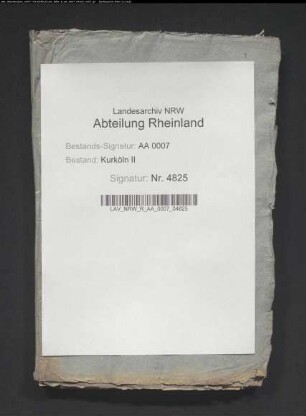 Landesarchiv NRW
Abteilung Rheinland
Bestands-Signatur: AA 0007
Bestand: Kurköln II
Signatur: Nr. 4825
LAV_NRW_R_AA_0007_04825